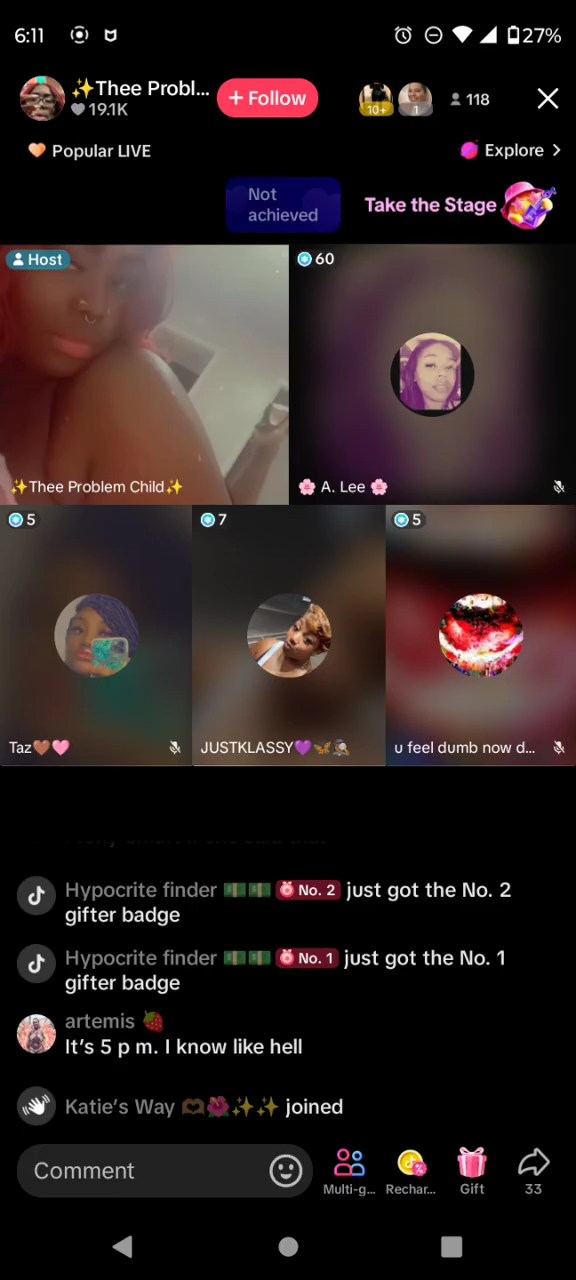 6:11
27%
✨Thee Probl...
19.1K
+ Follow
10+
1
118
Popular LIVE
Explore >
Not
achieved
Take the Stage
Host
60
✨Thee Problem Child✨
🌸 A. Lee 🌸
5
7
5
Taz🤎🩷
JUSTKLASSY💜🦋🕵🏾‍♀️
u feel dumb now d...
Hypocrite finder 💵💵 No. 2 just got the No. 2
gifter badge
Hypocrite finder 💵💵 No. 1 just got the No. 1
gifter badge
artemis 🍓
It’s 5 p m. I know like hell
Katie’s Way 🫶🏾🌺✨✨ joined
Comment
Multi-g...
Rechar...
Gift
33